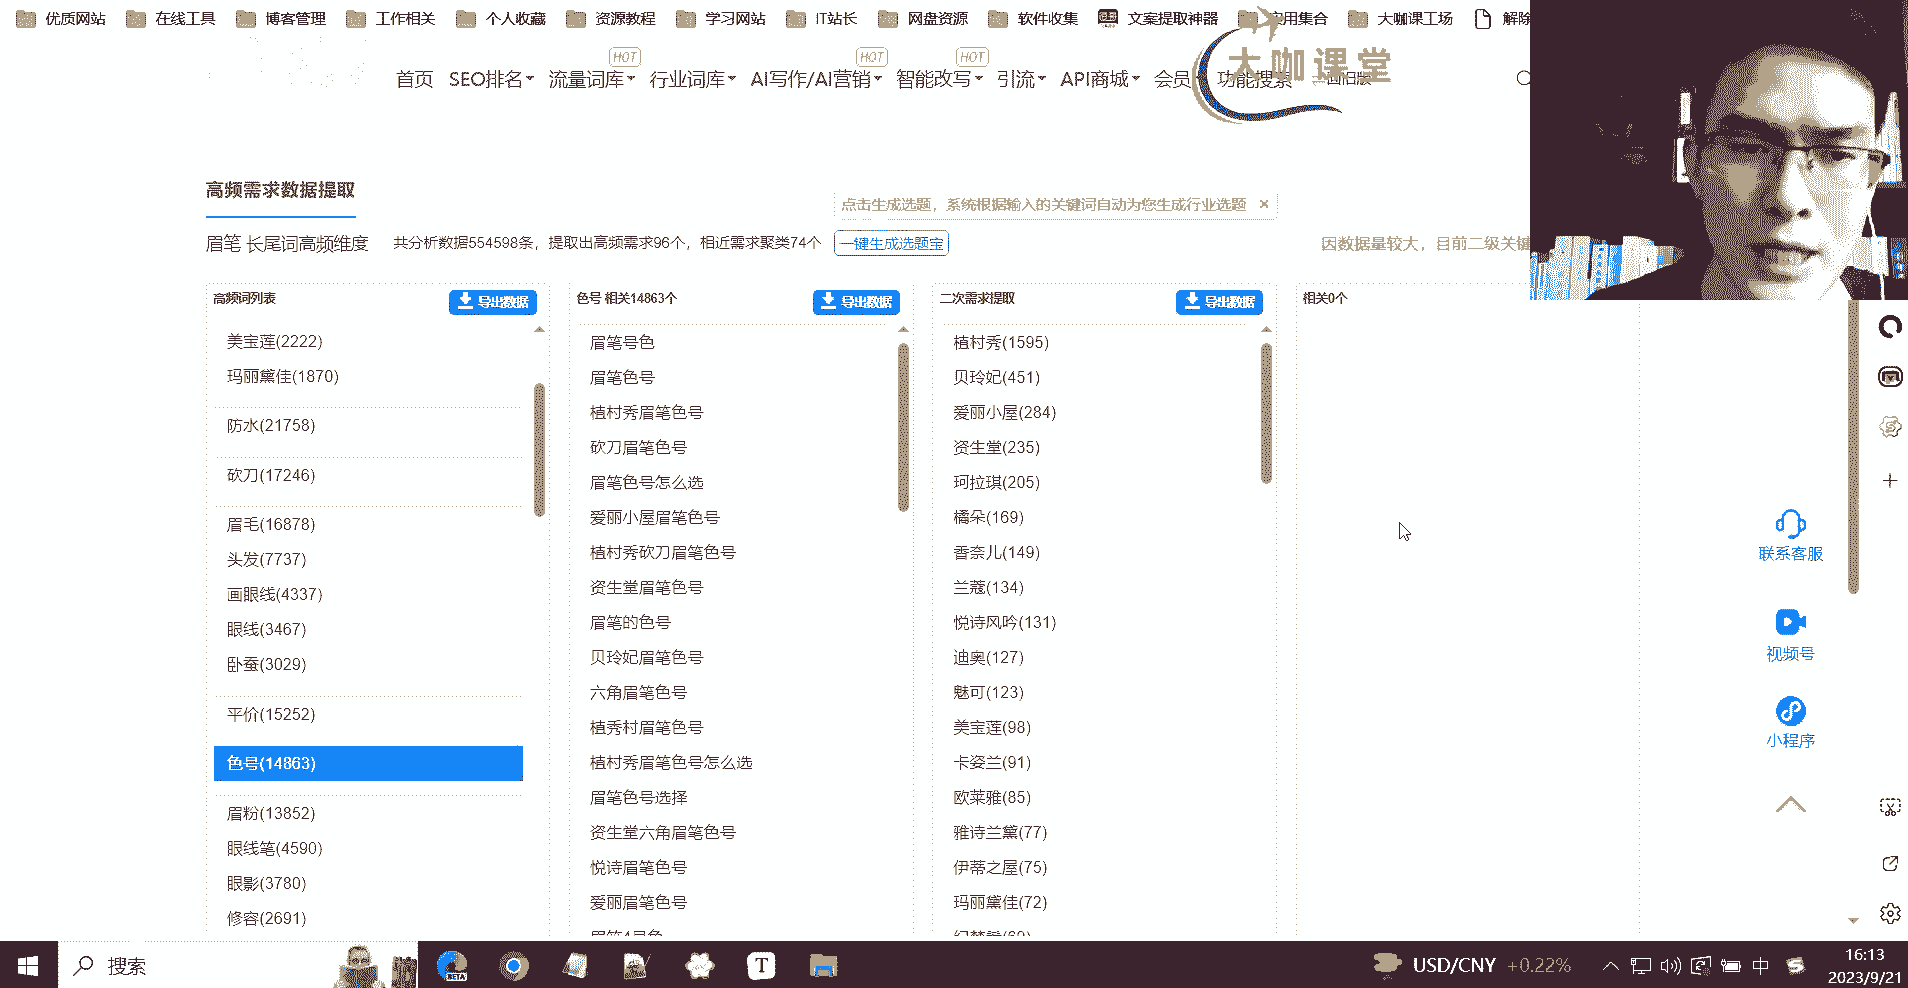 优质网站 在线工具 博客管理 工作相关 个人收藏 资源教程 学习网站 IT站长 网盘资源 软件收集 文案提取神器 实用集合 大咖课工场 解除
HOT HOT HOT
首页 SEO排名 流量词库 行业词库 AI写作/AI营销 智能改写 引流 API商城 会员 功能搜索 回旧版
大咖课堂
高频需求数据提取
点击生成选题，系统根据输入的关键词自动为您生成行业选题 ×
眉笔 长尾词高频维度 共分析数据554598条，提取出高频需求96个，相近需求聚类74个 一键生成选题宝 因数据量较大，目前二级关键
高频词列表 导出数据
美宝莲(2222)
玛丽黛佳(1870)
防水(21758)
砍刀(17246)
眉毛(16878)
头发(7737)
画眼线(4337)
眼线(3467)
卧蚕(3029)
平价(15252)
色号(14863)
眉粉(13852)
眼线笔(4590)
眼影(3780)
修容(2691)
色号 相关14863个 导出数据
眉笔号色
眉笔色号
植村秀眉笔色号
砍刀眉笔色号
眉笔色号怎么选
爱丽小屋眉笔色号
植村秀砍刀眉笔色号
资生堂眉笔色号
眉笔的色号
贝玲妃眉笔色号
六角眉笔色号
植秀村眉笔色号
植村秀眉笔色号怎么选
眉笔色号选择
资生堂六角眉笔色号
悦诗眉笔色号
爱丽眉笔色号
二次需求提取 导出数据
植村秀(1595)
贝玲妃(451)
爱丽小屋(284)
资生堂(235)
珂拉琪(205)
橘朵(169)
香奈儿(149)
兰蔻(134)
悦诗风吟(131)
迪奥(127)
魅可(123)
美宝莲(98)
卡姿兰(91)
欧莱雅(85)
雅诗兰黛(77)
伊蒂之屋(75)
玛丽黛佳(72)
相关0个
联系客服
视频号
小程序
搜索
BETA
T
USD/CNY +0.22%
中
16:13
2023/9/21